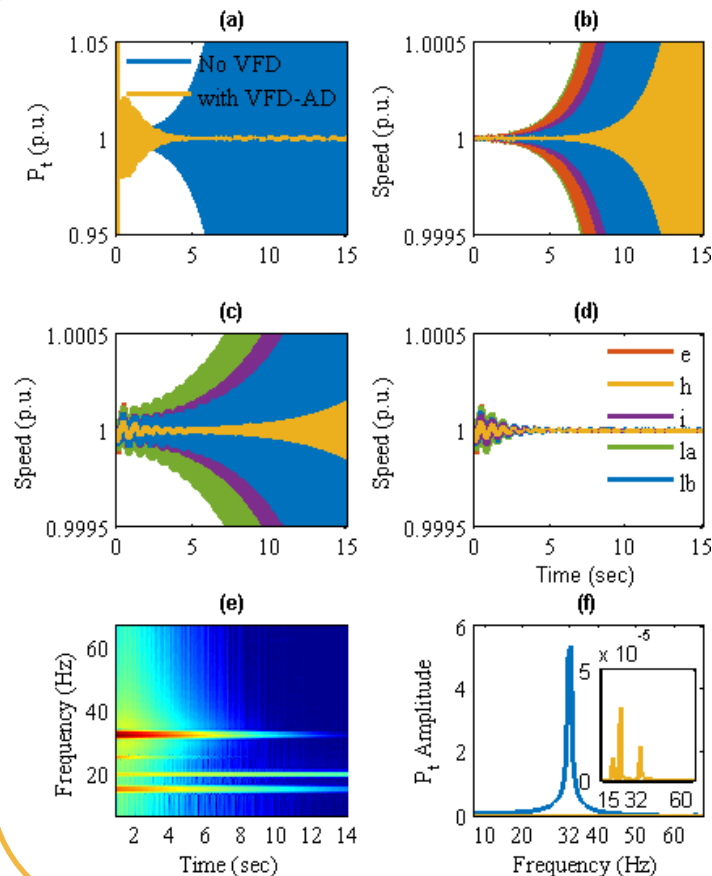 (a)
1.05
1
0.95
P_t (p.u.)
No VFD
with VFD-AD
0 5 10 15
(b)
1.0005
1
0.9995
Speed (p.u.)
0 5 10 15
(c)
1.0005
1
0.9995
Speed (p.u.)
0 5 10 15
(d)
1.0005
1
0.9995
Speed (p.u.)
e
h
i
la
lb
0 5 10 15
Time (sec)
(e)
60
40
20
Frequency (Hz)
2 4 6 8 10 12 14
Time (sec)
(f)
6
4
2
0
P_t Amplitude
5 x 10^-5
0
15 32 60
10 20 32 40 60
Frequency (Hz)